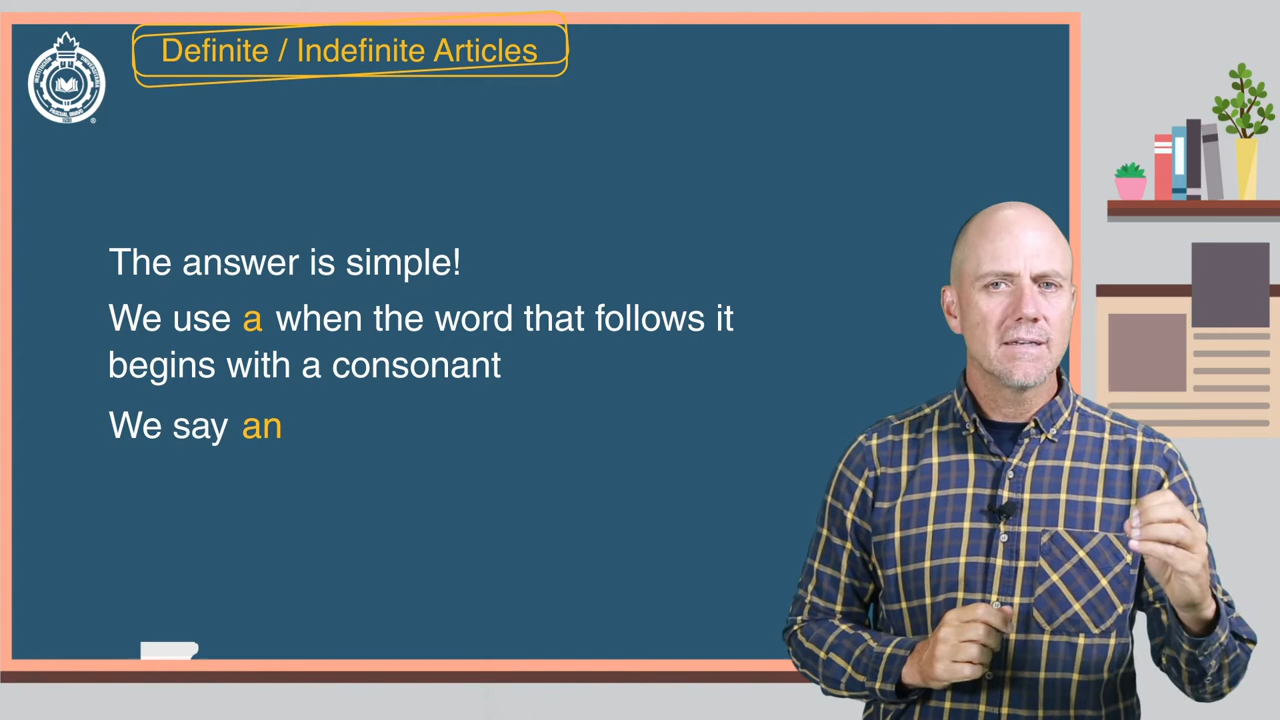 Definite / Indefinite Articles
The answer is simple!
We use a when the word that follows it
begins with a consonant
We say an